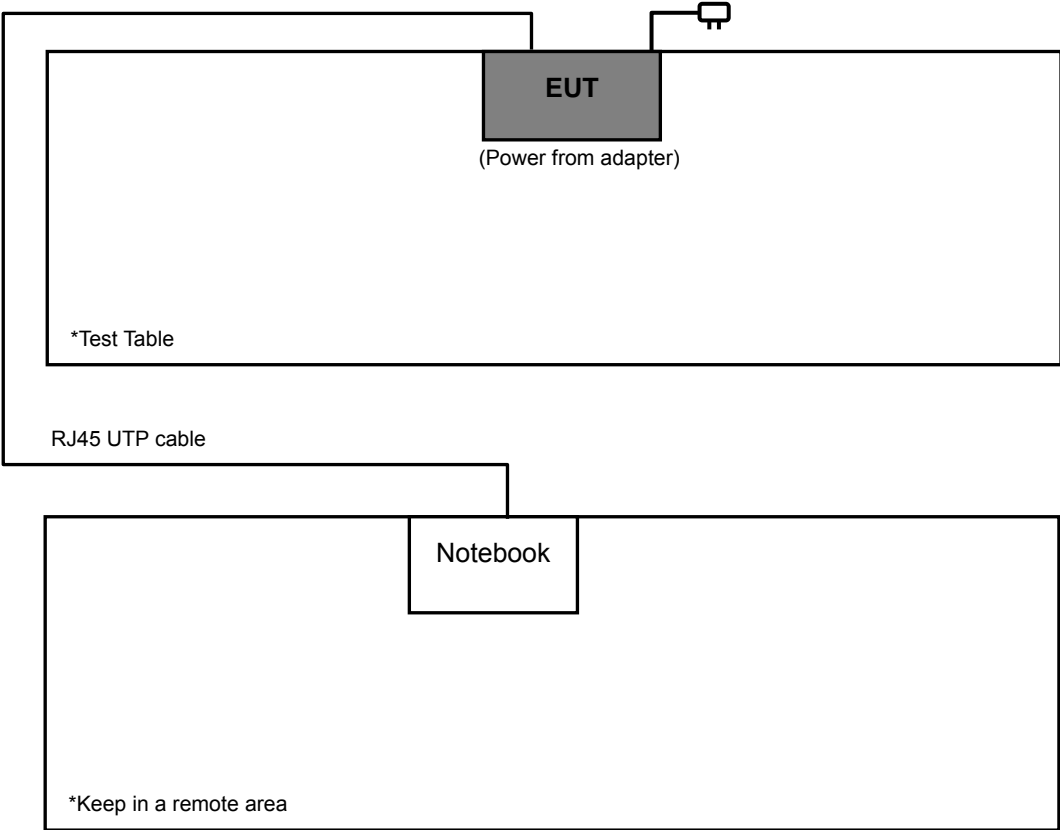 EUT
(Power from adapter)
*Test Table
RJ45 UTP cable
Notebook
*Keep in a remote area